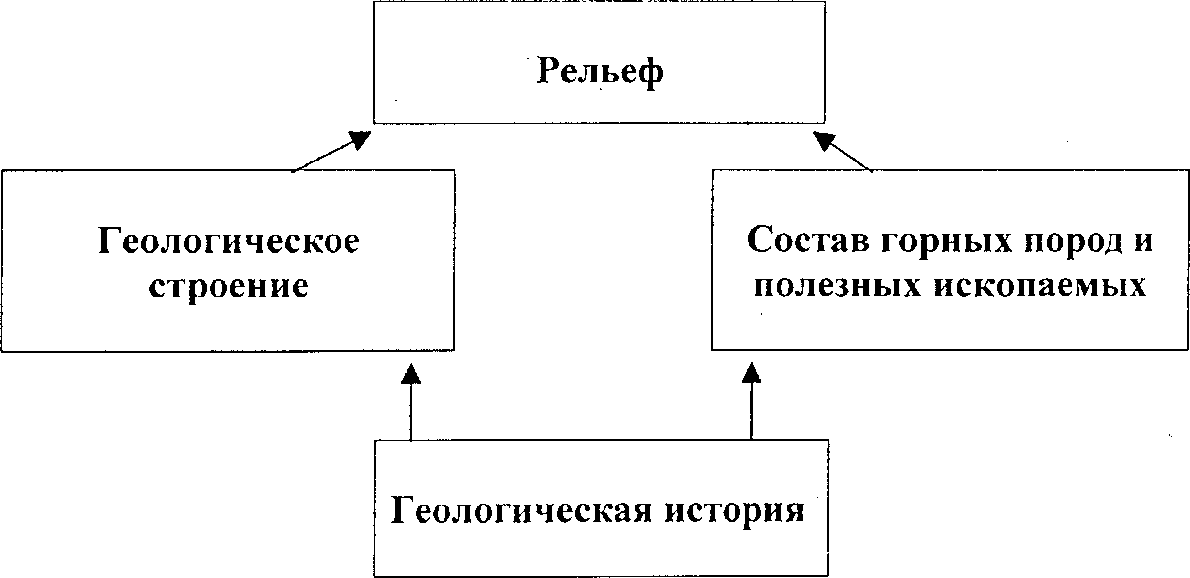 Рельеф
Геологическое
строение
Состав горных пород и
полезных ископаемых
Геологическая история